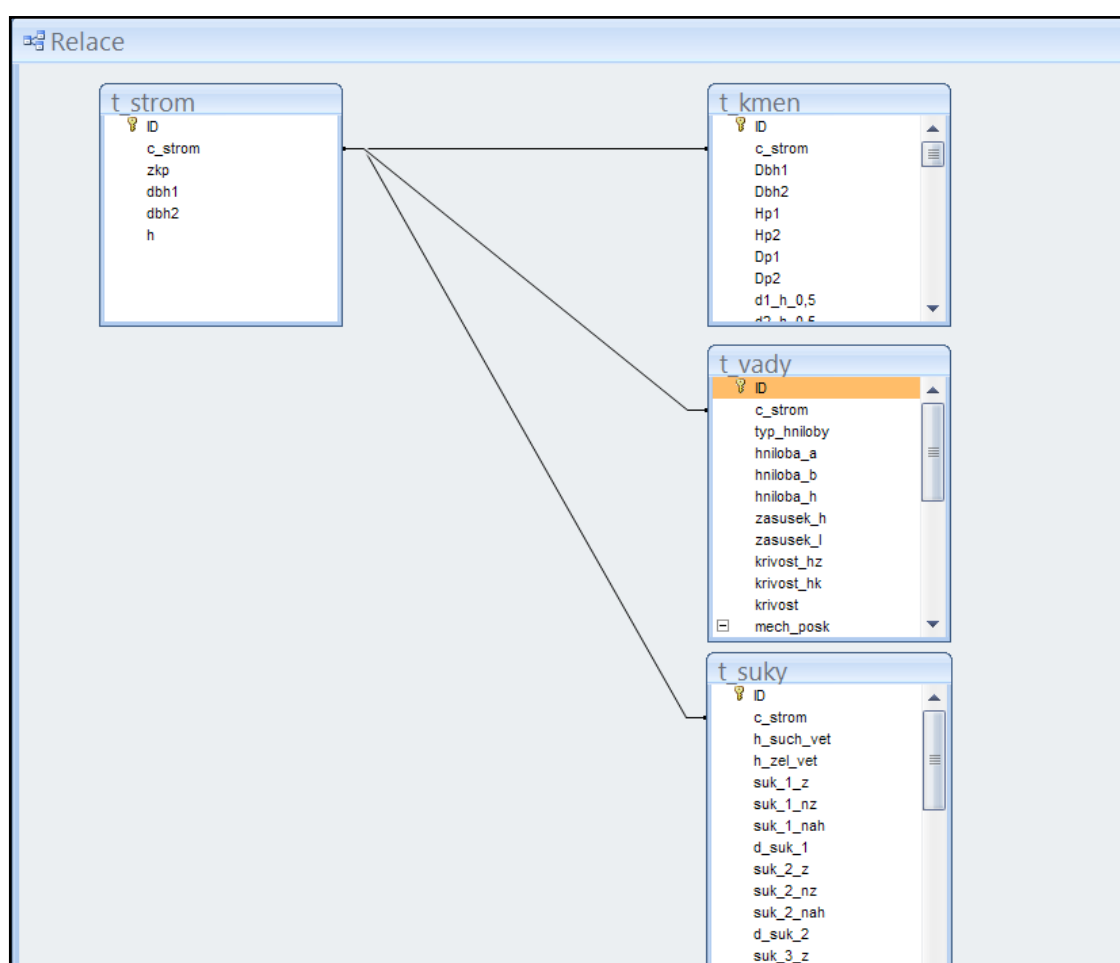 Relace
t_strom
ID
c_strom
zkp
dbh1
dbh2
h
t_kmen
ID
c_strom
Dbh1
Dbh2
Hp1
Hp2
Dp1
Dp2
d1_h_0,5
d2_h_0,5
t_vady
ID
c_strom
typ_hniloby
hniloba_a
hniloba_b
hniloba_h
zasusek_h
zasusek_l
krivost_hz
krivost_hk
krivost
mech_posk
t_suky
ID
c_strom
h_such_vet
h_zel_vet
suk_1_z
suk_1_nz
suk_1_nah
d_suk_1
suk_2_z
suk_2_nz
suk_2_nah
d_suk_2
suk_3_z